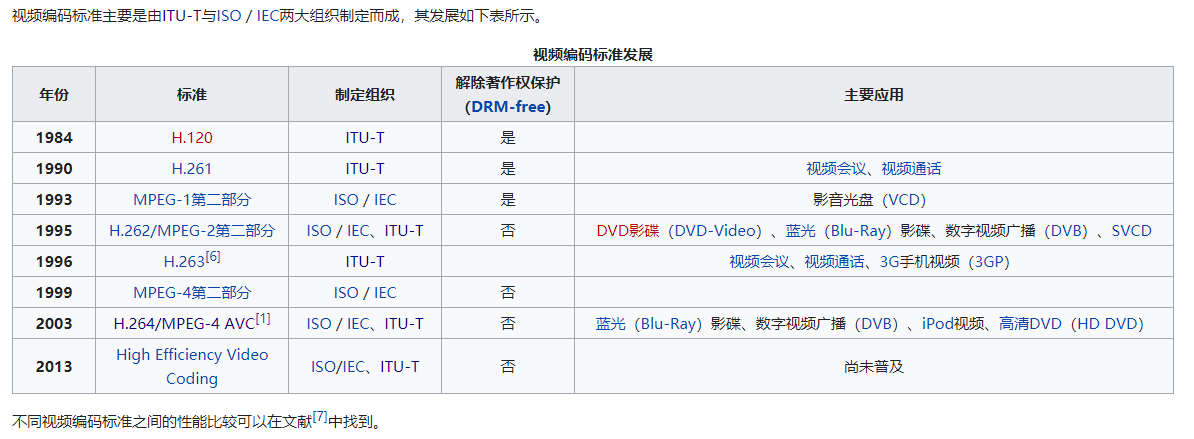 视频编码标准主要是由ITU-T与ISO / IEC两大组织制定而成，其发展如下表所示。
视频编码标准发展
年份 标准 制定组织 解除著作权保护（DRM-free） 主要应用
1984 H.120 ITU-T 是
1990 H.261 ITU-T 是 视频会议、视频通话
1993 MPEG-1第二部分 ISO / IEC 是 影音光盘（VCD）
1995 H.262/MPEG-2第二部分 ISO / IEC、ITU-T 否 DVD影碟（DVD-Video）、蓝光（Blu-Ray）影碟、数字视频广播（DVB）、SVCD
1996 H.263[6] ITU-T 视频会议、视频通话、3G手机视频（3GP）
1999 MPEG-4第二部分 ISO / IEC 否
2003 H.264/MPEG-4 AVC[1] ISO / IEC、ITU-T 否 蓝光（Blu-Ray）影碟、数字视频广播（DVB）、iPod视频、高清DVD（HD DVD）
2013 High Efficiency Video Coding ISO/IEC、ITU-T 否 尚未普及
不同视频编码标准之间的性能比较可以在文献[7]中找到。